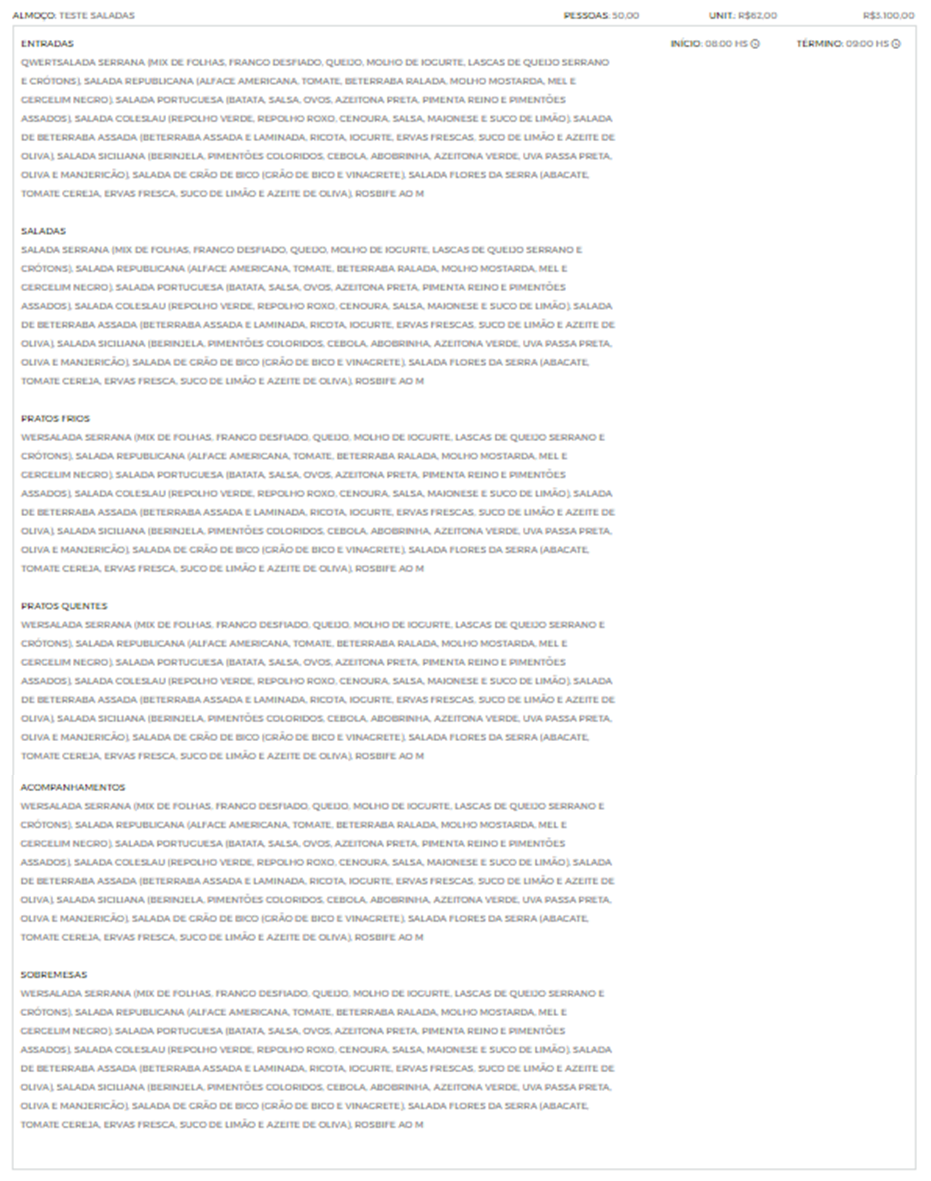 ALMOÇO: TESTE SALADAS PESSOAS: 50,00 UNIT.: R$62,00 R$3.100,00
ENTRADAS INÍCIO: 08:00 HS TÉRMINO: 09:00 HS
QWERTSALADA SERRANA (MIX DE FOLHAS, FRANGO DESFIADO, QUEIJO, MOLHO DE IOGURTE, LASCAS DE QUEIJO SERRANO
E CRÓTONS), SALADA REPUBLICANA (ALFACE AMERICANA, TOMATE, BETERRABA RALADA, MOLHO MOSTARDA, MEL E
GERGELIM NEGRO), SALADA PORTUGUESA (BATATA, SALSA, OVOS, AZEITONA PRETA, PIMENTA REINO E PIMENTÕES
ASSADOS), SALADA COLESLAU (REPOLHO VERDE, REPOLHO ROXO, CENOURA, SALSA, MAIONESE E SUCO DE LIMÃO). SALADA
DE BETERRABA ASSADA (BETERRABA ASSADA E LAMINADA, RICOTA, IOGURTE, ERVAS FRESCAS, SUCO DE LIMÃO E AZEITE DE
OLIVA), SALADA SICILIANA (BERINJELA, PIMENTÕES COLORIDOS, CEBOLA, ABOBRINHA, AZEITONA VERDE, UVA PASSA PRETA,
OLIVA E MANJERICÃO), SALADA DE GRÃO DE BICO (GRÃO DE BICO E VINAGRETE), SALADA FLORES DA SERRA (ABACATE,
TOMATE CEREJA, ERVAS FRESCA, SUCO DE LIMÃO E AZEITE DE OLIVA), ROSBIFE AO M
SALADAS
SALADA SERRANA (MIX DE FOLHAS, FRANGO DESFIADO, QUEIJO, MOLHO DE IOGURTE, LASCAS DE QUEIJO SERRANO E
CRÓTONS), SALADA REPUBLICANA (ALFACE AMERICANA, TOMATE, BETERRABA RALADA, MOLHO MOSTARDA, MEL E
GERGELIM NEGRO), SALADA PORTUGUESA (BATATA, SALSA, OVOS, AZEITONA PRETA, PIMENTA REINO E PIMENTÕES
ASSADOS), SALADA COLESLAU (REPOLHO VERDE, REPOLHO ROXO, CENOURA, SALSA, MAIONESE E SUCO DE LIMÃO). SALADA
DE BETERRABA ASSADA (BETERRABA ASSADA E LAMINADA, RICOTA, IOGURTE, ERVAS FRESCAS, SUCO DE LIMÃO E AZEITE DE
OLIVA), SALADA SICILIANA (BERINJELA, PIMENTÕES COLORIDOS, CEBOLA, ABOBRINHA, AZEITONA VERDE, UVA PASSA PRETA,
OLIVA E MANJERICÃO), SALADA DE GRÃO DE BICO (GRÃO DE BICO E VINAGRETE), SALADA FLORES DA SERRA (ABACATE,
TOMATE CEREJA, ERVAS FRESCA, SUCO DE LIMÃO E AZEITE DE OLIVA), ROSBIFE AO M
PRATOS FRIOS
WERSALADA SERRANA (MIX DE FOLHAS, FRANGO DESFIADO, QUEIJO, MOLHO DE IOGURTE, LASCAS DE QUEIJO SERRANO E
CRÓTONS), SALADA REPUBLICANA (ALFACE AMERICANA, TOMATE, BETERRABA RALADA, MOLHO MOSTARDA, MEL E
GERGELIM NEGRO), SALADA PORTUGUESA (BATATA, SALSA, OVOS, AZEITONA PRETA, PIMENTA REINO E PIMENTÕES
ASSADOS), SALADA COLESLAU (REPOLHO VERDE, REPOLHO ROXO, CENOURA, SALSA, MAIONESE E SUCO DE LIMÃO). SALADA
DE BETERRABA ASSADA (BETERRABA ASSADA E LAMINADA, RICOTA, IOGURTE, ERVAS FRESCAS, SUCO DE LIMÃO E AZEITE DE
OLIVA), SALADA SICILIANA (BERINJELA, PIMENTÕES COLORIDOS, CEBOLA, ABOBRINHA, AZEITONA VERDE, UVA PASSA PRETA,
OLIVA E MANJERICÃO), SALADA DE GRÃO DE BICO (GRÃO DE BICO E VINAGRETE), SALADA FLORES DA SERRA (ABACATE,
TOMATE CEREJA, ERVAS FRESCA, SUCO DE LIMÃO E AZEITE DE OLIVA), ROSBIFE AO M
PRATOS QUENTES
WERSALADA SERRANA (MIX DE FOLHAS, FRANGO DESFIADO, QUEIJO, MOLHO DE IOGURTE, LASCAS DE QUEIJO SERRANO E
CRÓTONS), SALADA REPUBLICANA (ALFACE AMERICANA, TOMATE, BETERRABA RALADA, MOLHO MOSTARDA, MEL E
GERGELIM NEGRO), SALADA PORTUGUESA (BATATA, SALSA, OVOS, AZEITONA PRETA, PIMENTA REINO E PIMENTÕES
ASSADOS), SALADA COLESLAU (REPOLHO VERDE, REPOLHO ROXO, CENOURA, SALSA, MAIONESE E SUCO DE LIMÃO). SALADA
DE BETERRABA ASSADA (BETERRABA ASSADA E LAMINADA, RICOTA, IOGURTE, ERVAS FRESCAS, SUCO DE LIMÃO E AZEITE DE
OLIVA), SALADA SICILIANA (BERINJELA, PIMENTÕES COLORIDOS, CEBOLA, ABOBRINHA, AZEITONA VERDE, UVA PASSA PRETA,
OLIVA E MANJERICÃO), SALADA DE GRÃO DE BICO (GRÃO DE BICO E VINAGRETE), SALADA FLORES DA SERRA (ABACATE,
TOMATE CEREJA, ERVAS FRESCA, SUCO DE LIMÃO E AZEITE DE OLIVA), ROSBIFE AO M
ACOMPANHAMENTOS
WERSALADA SERRANA (MIX DE FOLHAS, FRANGO DESFIADO, QUEIJO, MOLHO DE IOGURTE, LASCAS DE QUEIJO SERRANO E
CRÓTONS), SALADA REPUBLICANA (ALFACE AMERICANA, TOMATE, BETERRABA RALADA, MOLHO MOSTARDA, MEL E
GERGELIM NEGRO), SALADA PORTUGUESA (BATATA, SALSA, OVOS, AZEITONA PRETA, PIMENTA REINO E PIMENTÕES
ASSADOS), SALADA COLESLAU (REPOLHO VERDE, REPOLHO ROXO, CENOURA, SALSA, MAIONESE E SUCO DE LIMÃO). SALADA
DE BETERRABA ASSADA (BETERRABA ASSADA E LAMINADA, RICOTA, IOGURTE, ERVAS FRESCAS, SUCO DE LIMÃO E AZEITE DE
OLIVA), SALADA SICILIANA (BERINJELA, PIMENTÕES COLORIDOS, CEBOLA, ABOBRINHA, AZEITONA VERDE, UVA PASSA PRETA,
OLIVA E MANJERICÃO), SALADA DE GRÃO DE BICO (GRÃO DE BICO E VINAGRETE), SALADA FLORES DA SERRA (ABACATE,
TOMATE CEREJA, ERVAS FRESCA, SUCO DE LIMÃO E AZEITE DE OLIVA), ROSBIFE AO M
SOBREMESAS
WERSALADA SERRANA (MIX DE FOLHAS, FRANGO DESFIADO, QUEIJO, MOLHO DE IOGURTE, LASCAS DE QUEIJO SERRANO E
CRÓTONS), SALADA REPUBLICANA (ALFACE AMERICANA, TOMATE, BETERRABA RALADA, MOLHO MOSTARDA, MEL E
GERGELIM NEGRO), SALADA PORTUGUESA (BATATA, SALSA, OVOS, AZEITONA PRETA, PIMENTA REINO E PIMENTÕES
ASSADOS), SALADA COLESLAU (REPOLHO VERDE, REPOLHO ROXO, CENOURA, SALSA, MAIONESE E SUCO DE LIMÃO). SALADA
DE BETERRABA ASSADA (BETERRABA ASSADA E LAMINADA, RICOTA, IOGURTE, ERVAS FRESCAS, SUCO DE LIMÃO E AZEITE DE
OLIVA), SALADA SICILIANA (BERINJELA, PIMENTÕES COLORIDOS, CEBOLA, ABOBRINHA, AZEITONA VERDE, UVA PASSA PRETA,
OLIVA E MANJERICÃO), SALADA DE GRÃO DE BICO (GRÃO DE BICO E VINAGRETE), SALADA FLORES DA SERRA (ABACATE,
TOMATE CEREJA, ERVAS FRESCA, SUCO DE LIMÃO E AZEITE DE OLIVA), ROSBIFE AO M